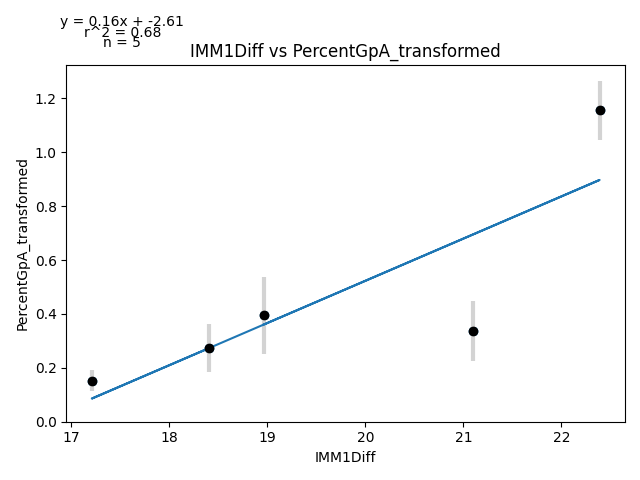 y = 0.16x + -2.61
r^2 = 0.68
n = 5
IMM1Diff vs PercentGpA_transformed
PercentGpA_transformed
1.2
1.0
0.8
0.6
0.4
0.2
0.0
17 18 19 20 21 22
IMM1Diff